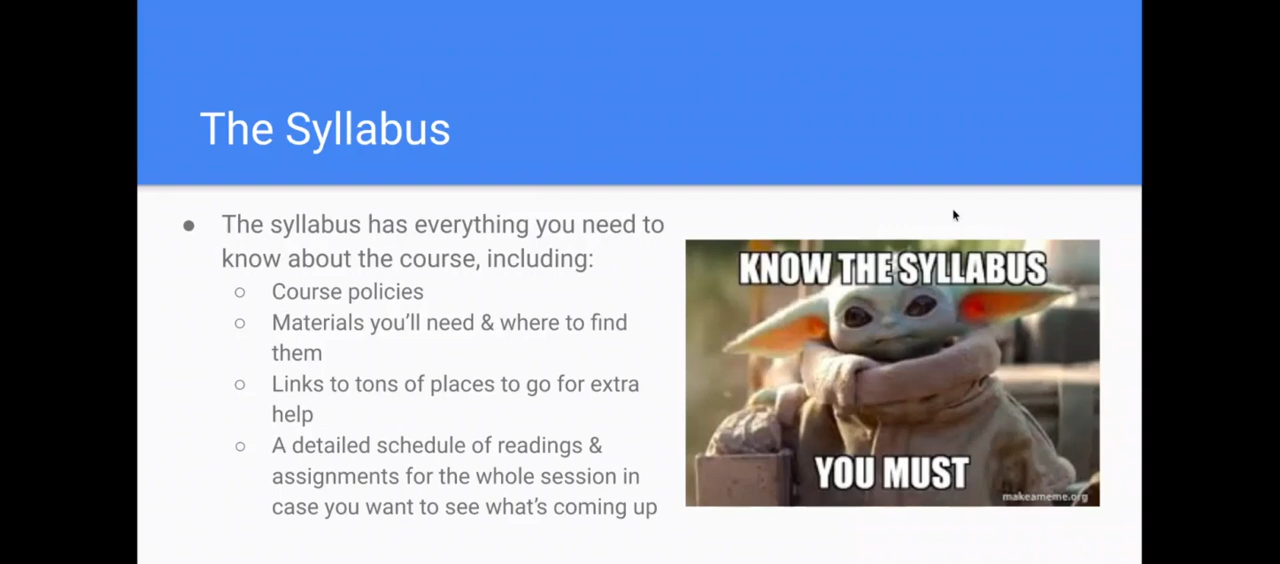 The Syllabus
● The syllabus has everything you need to
know about the course, including:
○ Course policies
○ Materials you’ll need & where to find
them
○ Links to tons of places to go for extra
help
○ A detailed schedule of readings &
assignments for the whole session in
case you want to see what’s coming up
KNOW THE SYLLABUS
YOU MUST
makeameme.org